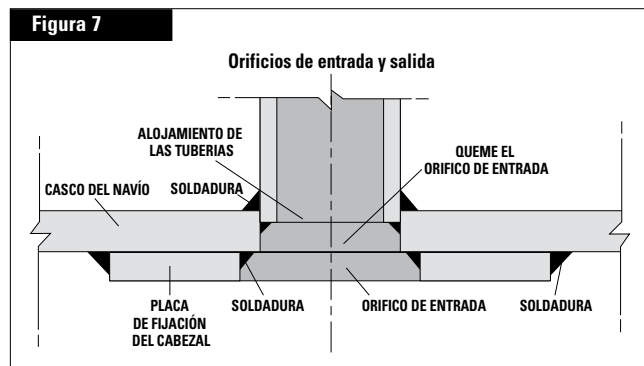 Figura 7
Orificios de entrada y salida
ALOJAMIENTO DE
LAS TUBERIAS
QUEME EL
ORIFICO DE ENTRADA
SOLDADURA
CASCO DEL NAVÍO
PLACA
DE FIJACIÓN
DEL CABEZAL
SOLDADURA
ORIFICO DE ENTRADA
SOLDADURA